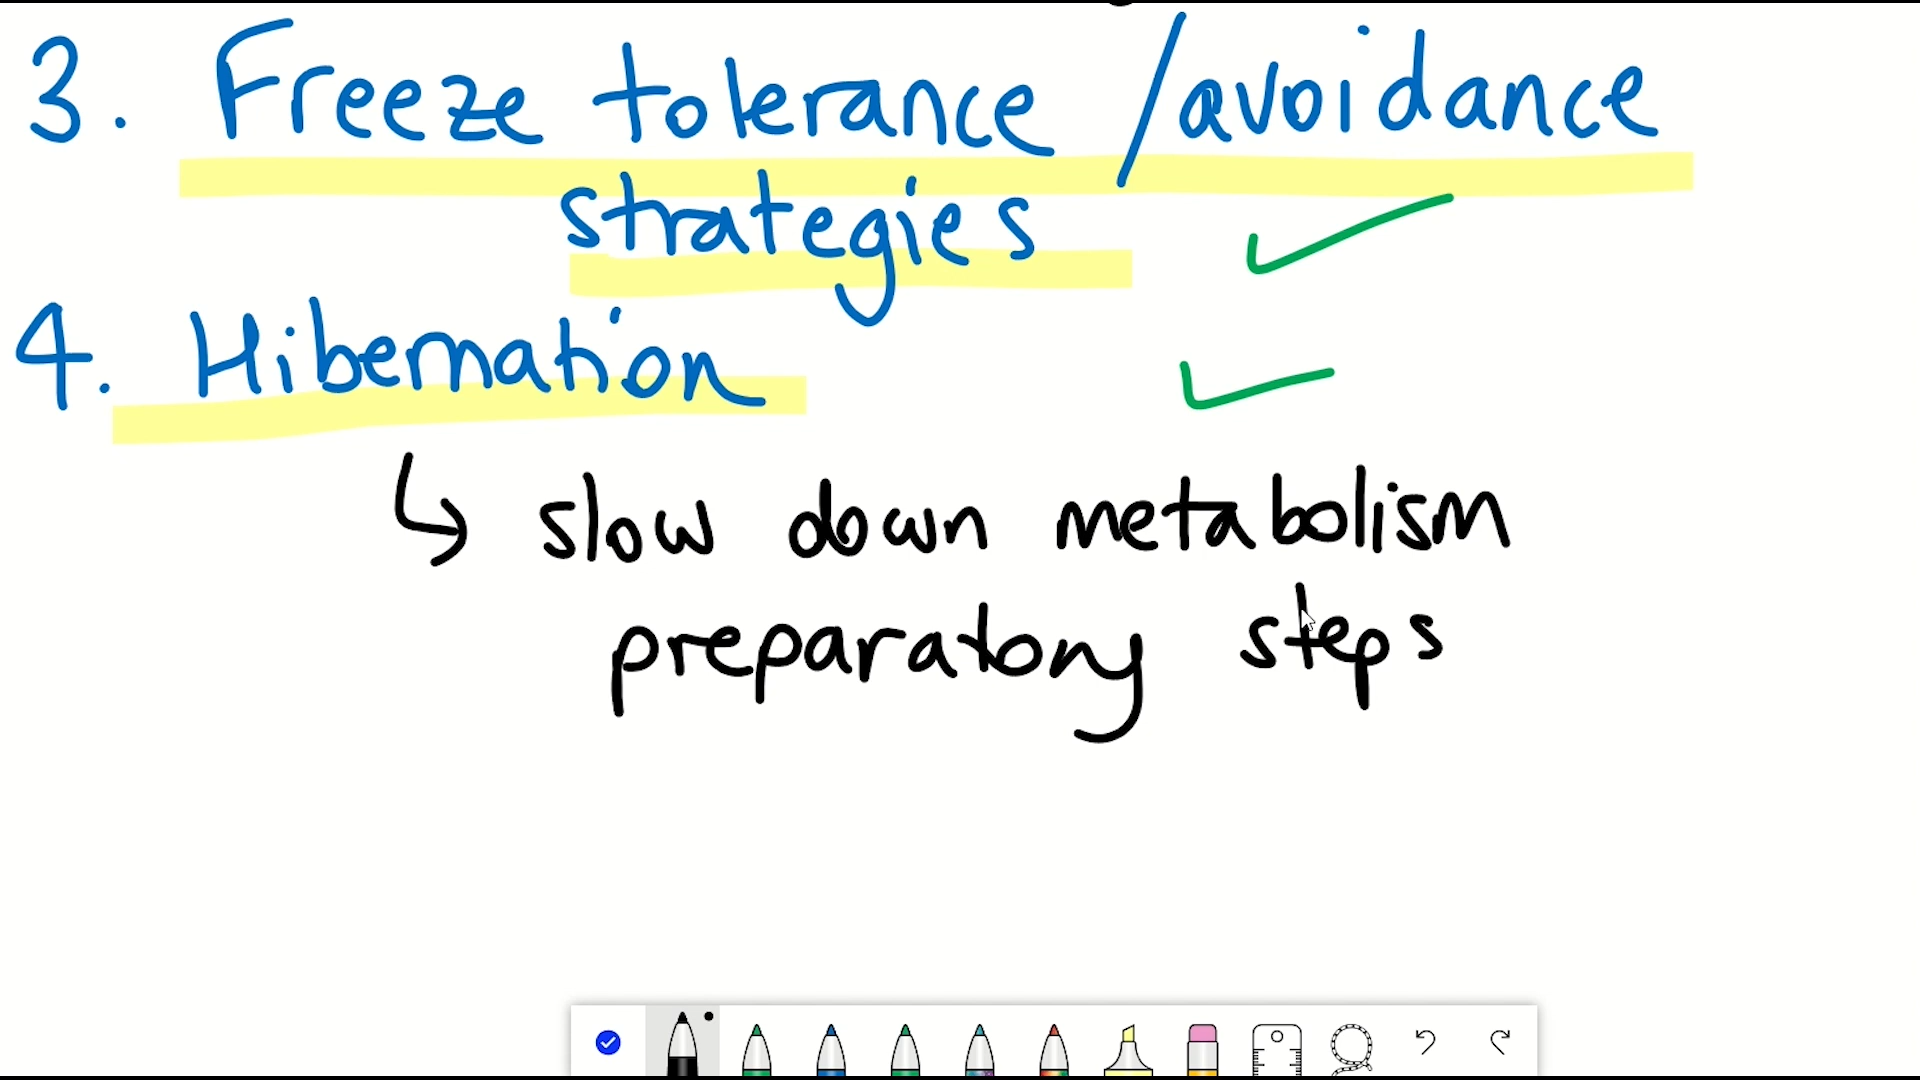 3. Freeze tolerance / avoidance
strategies
4. Hibernation
slow down metabolism
preparatory steps